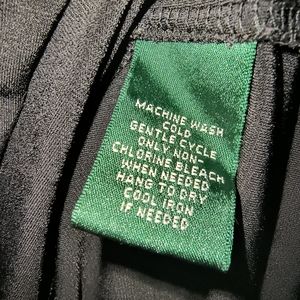 MACHINE WASH
COLD
GENTLE CYCLE
ONLY NON-
CHLORINE BLEACH
WHEN NEEDED
HANG TO DRY
COOL IRON
IF NEEDED